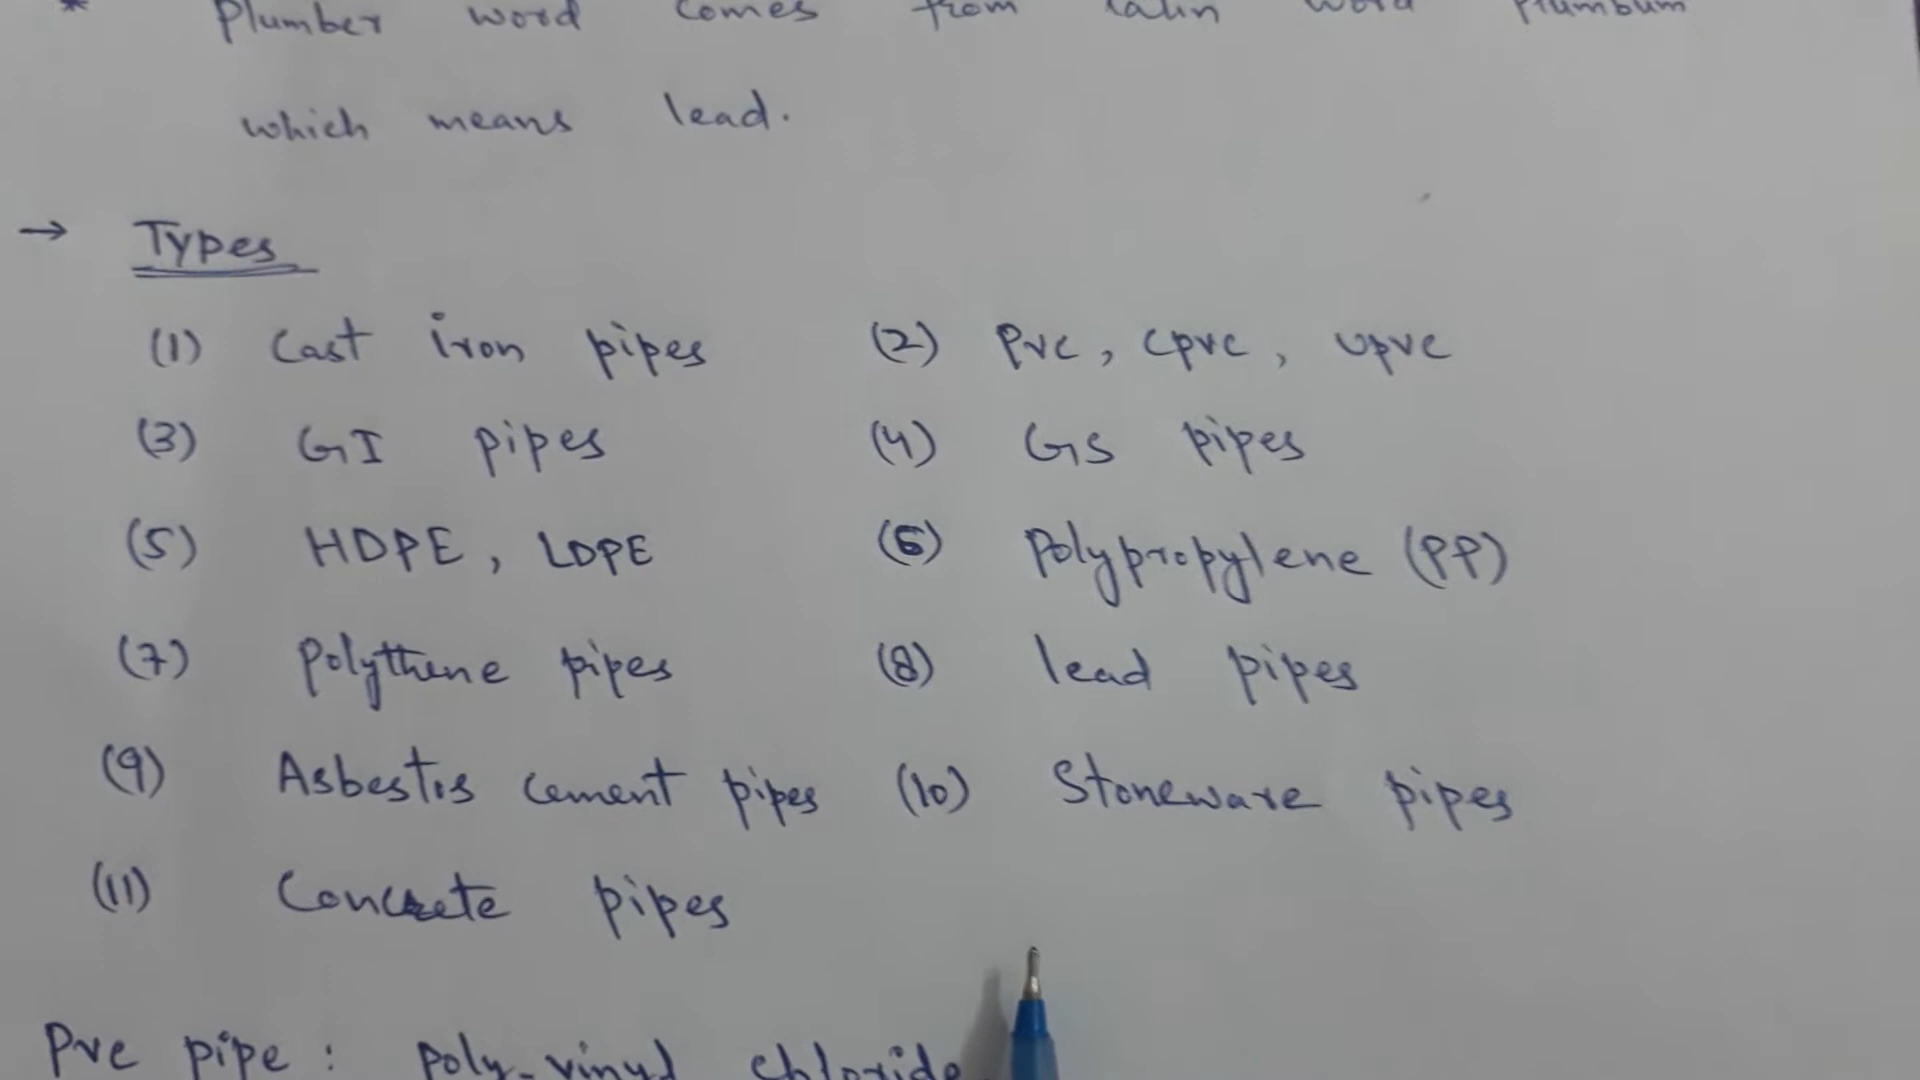 * Plumber word comes from Latin word Plumbum
which means lead.
→ Types
(1) Cast iron pipes (2) PVC, CPVC, UPVC
(3) GI pipes (4) GS pipes
(5) HDPE, LDPE (6) Polypropylene (PP)
(7) Polythene pipes (8) lead pipes
(9) Asbestos cement pipes (10) Stoneware pipes
(11) Concrete pipes
PVC pipe : Poly-vinyl chloride